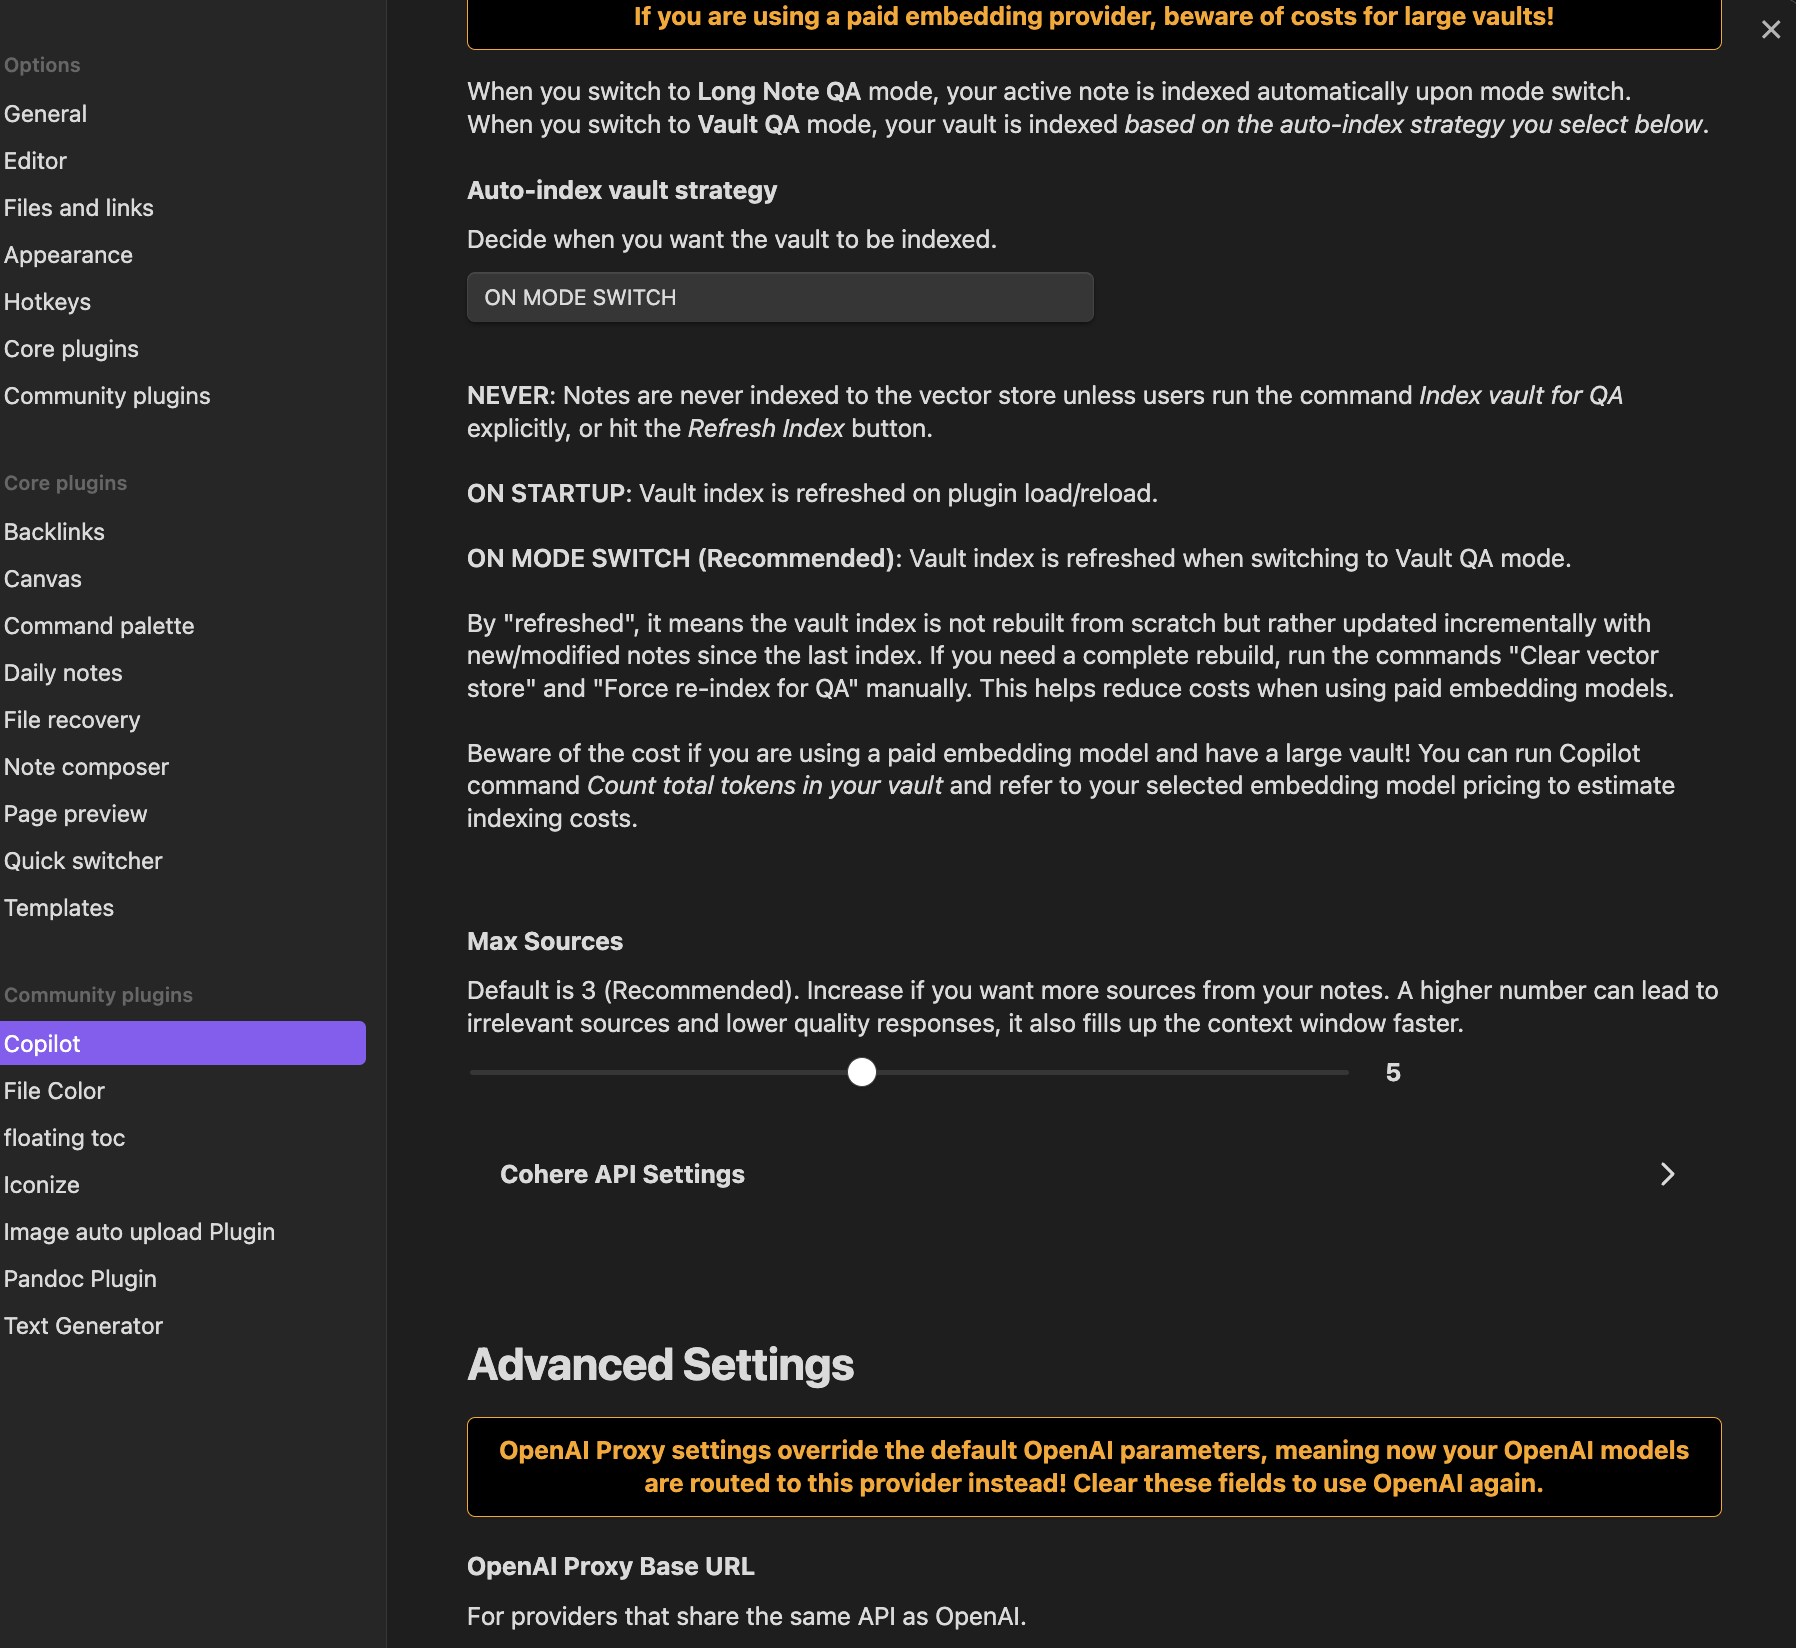 Options
General
Editor
Files and links
Appearance
Hotkeys
Core plugins
Community plugins
Core plugins
Backlinks
Canvas
Command palette
Daily notes
File recovery
Note composer
Page preview
Quick switcher
Templates
Community plugins
Copilot
File Color
floating toc
Iconize
Image auto upload Plugin
Pandoc Plugin
Text Generator
If you are using a paid embedding provider, beware of costs for large vaults!
When you switch to Long Note QA mode, your active note is indexed automatically upon mode switch.
When you switch to Vault QA mode, your vault is indexed based on the auto-index strategy you select below.
Auto-index vault strategy
Decide when you want the vault to be indexed.
ON MODE SWITCH
NEVER: Notes are never indexed to the vector store unless users run the command Index vault for QA
explicitly, or hit the Refresh Index button.
ON STARTUP: Vault index is refreshed on plugin load/reload.
ON MODE SWITCH (Recommended): Vault index is refreshed when switching to Vault QA mode.
By "refreshed", it means the vault index is not rebuilt from scratch but rather updated incrementally with
new/modified notes since the last index. If you need a complete rebuild, run the commands "Clear vector
store" and "Force re-index for QA" manually. This helps reduce costs when using paid embedding models.
Beware of the cost if you are using a paid embedding model and have a large vault! You can run Copilot
command Count total tokens in your vault and refer to your selected embedding model pricing to estimate
indexing costs.
Max Sources
Default is 3 (Recommended). Increase if you want more sources from your notes. A higher number can lead to
irrelevant sources and lower quality responses, it also fills up the context window faster.
5
Cohere API Settings
Advanced Settings
OpenAI Proxy settings override the default OpenAI parameters, meaning now your OpenAI models
are routed to this provider instead! Clear these fields to use OpenAI again.
OpenAI Proxy Base URL
For providers that share the same API as OpenAI.